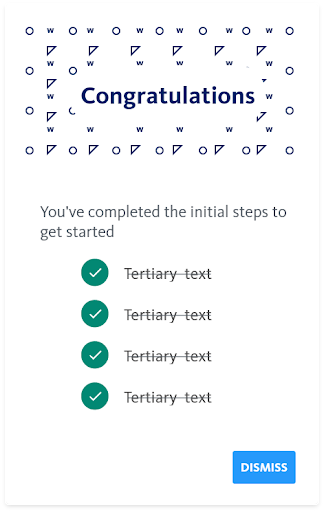 Congratulations
You've completed the initial steps to
get started
Tertiary text
Tertiary text
Tertiary text
Tertiary text
DISMISS